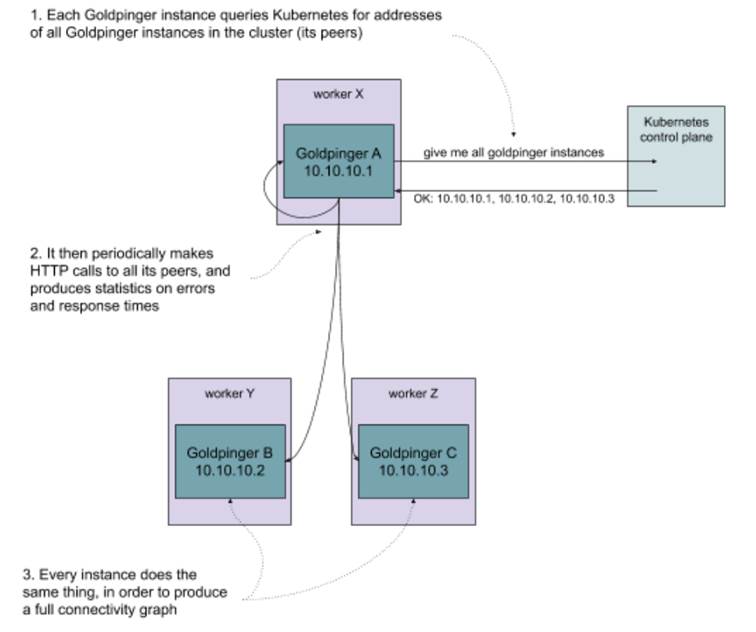 1. Each Goldpinger instance queries Kubernetes for addresses
of all Goldpinger instances in the cluster (its peers)
worker X
Goldpinger A
10.10.10.1
Kubernetes
control plane
give me all goldpinger instances
OK: 10.10.10.1, 10.10.10.2, 10.10.10.3
2. It then periodically makes
HTTP calls to all its peers, and
produces statistics on errors
and response times
worker Y
Goldpinger B
10.10.10.2
worker Z
Goldpinger C
10.10.10.3
3. Every instance does the
same thing, in order to produce
a full connectivity graph